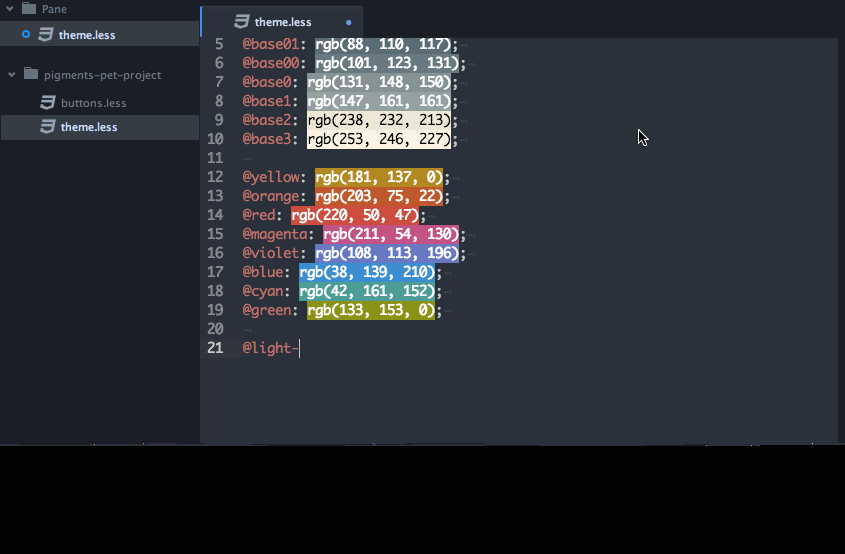 Pane
theme.less
pigments-pet-project
buttons.less
theme.less
theme.less
5 @base01: rgb(88, 110, 117);¬
6 @base00: rgb(101, 123, 131);¬
7 @base0: rgb(131, 148, 150);¬
8 @base1: rgb(147, 161, 161);¬
9 @base2: rgb(238, 232, 213);¬
10 @base3: rgb(253, 246, 227);¬
11 ¬
12 @yellow: rgb(181, 137, 0);¬
13 @orange: rgb(203, 75, 22);¬
14 @red: rgb(220, 50, 47);¬
15 @magenta: rgb(211, 54, 130);¬
16 @violet: rgb(108, 113, 196);¬
17 @blue: rgb(38, 139, 210);¬
18 @cyan: rgb(42, 161, 152);¬
19 @green: rgb(133, 153, 0);¬
20 ¬
21 @light-